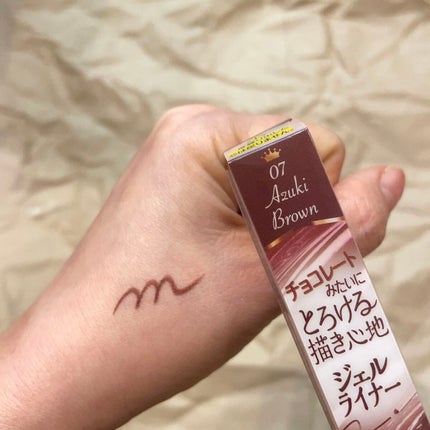 07
Azuki
Brown
チョコレート
みたいに
とろける
描き心地
ジェル
ライナー